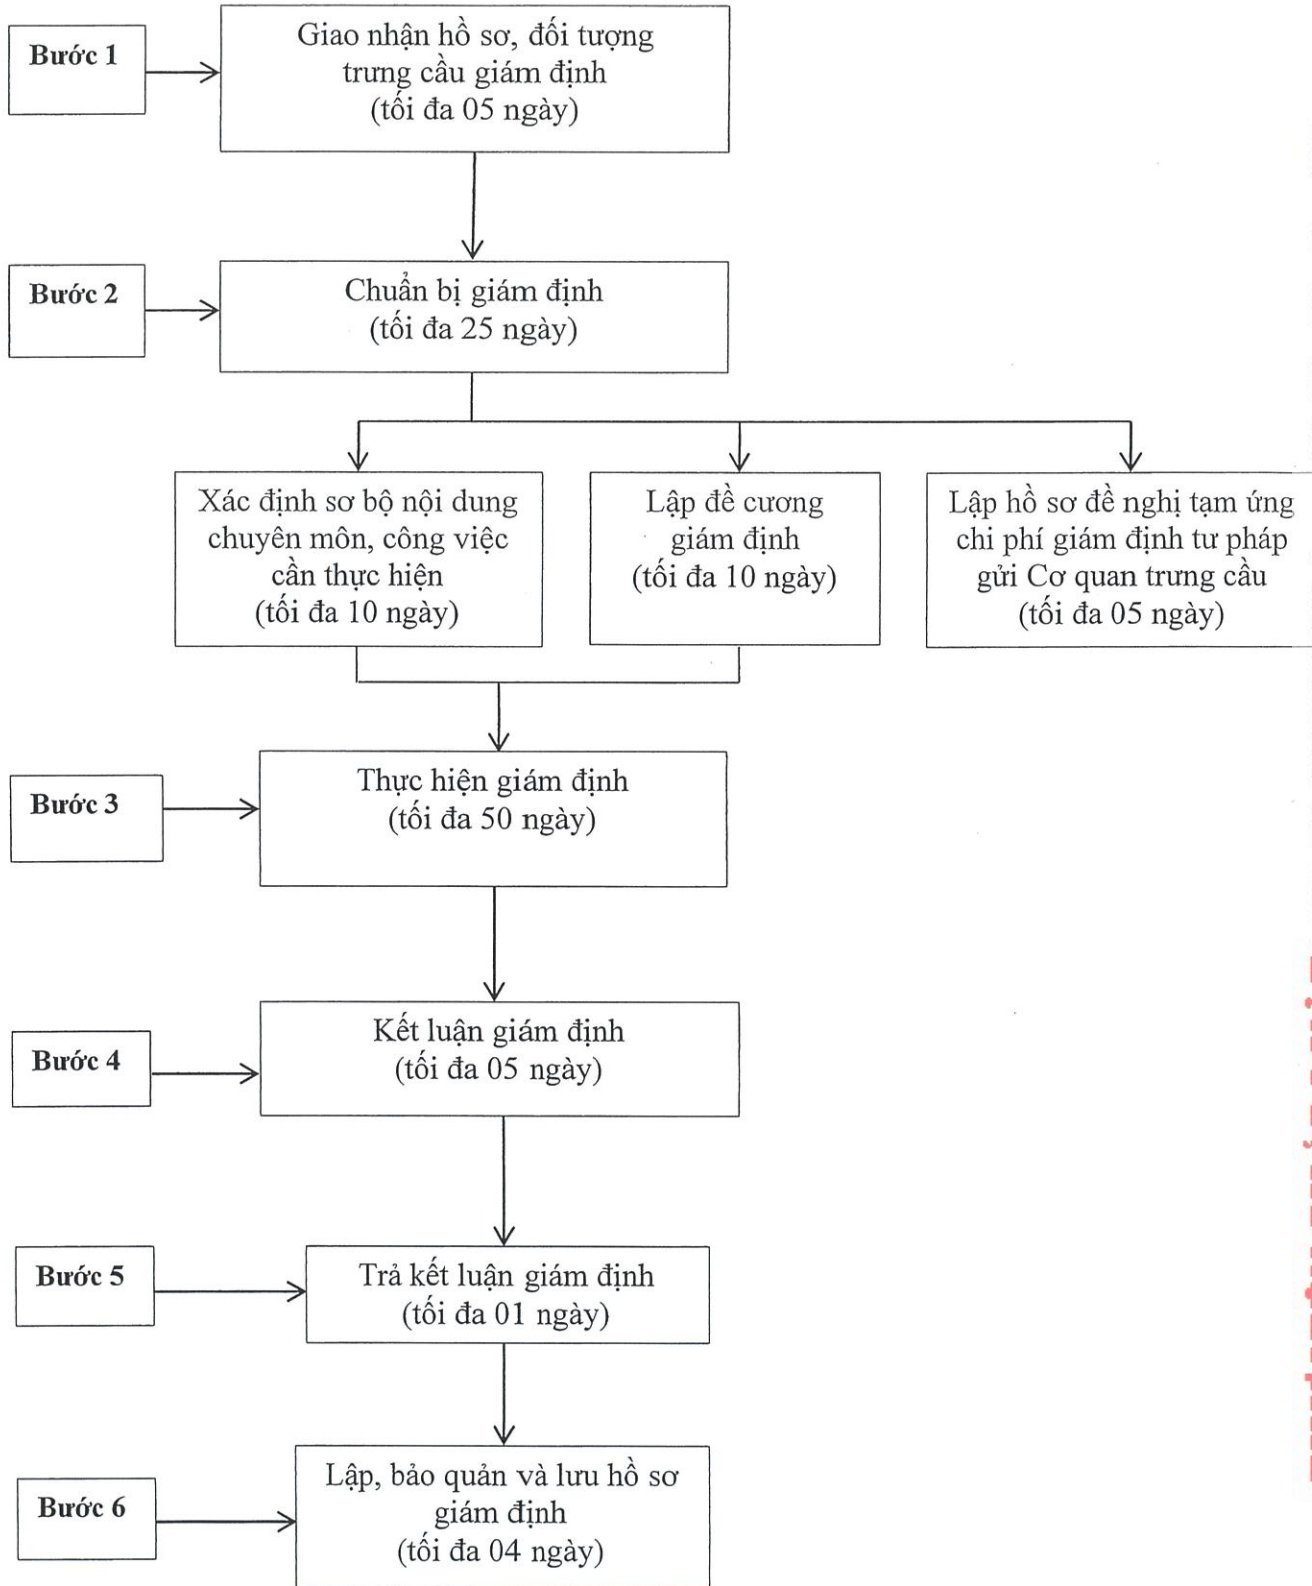 Bước 1
Giao nhận hồ sơ, đối tượng
trưng cầu giám định
(tối đa 05 ngày)
Bước 2
Chuẩn bị giám định
(tối đa 25 ngày)
Xác định sơ bộ nội dung
chuyên môn, công việc
cần thực hiện
(tối đa 10 ngày)
Lập đề cương
giám định
(tối đa 10 ngày)
Lập hồ sơ đề nghị tạm ứng
chi phí giám định tư pháp
gửi Cơ quan trưng cầu
(tối đa 05 ngày)
Bước 3
Thực hiện giám định
(tối đa 50 ngày)
Bước 4
Kết luận giám định
(tối đa 05 ngày)
Bước 5
Trả kết luận giám định
(tối đa 01 ngày)
Bước 6
Lập, bảo quản và lưu hồ sơ
giám định
(tối đa 04 ngày)